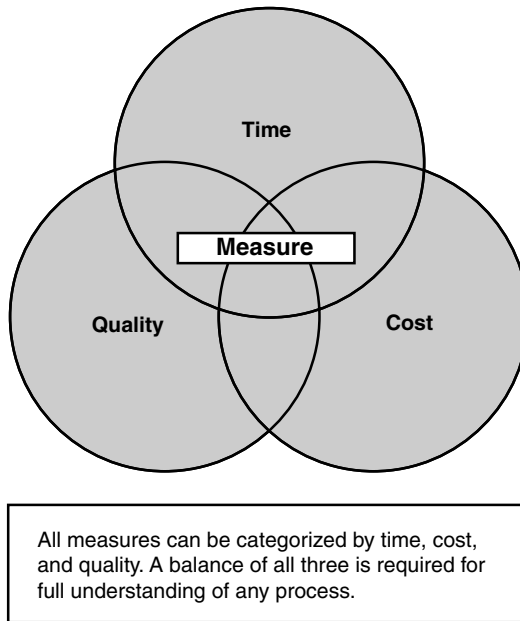 Time
Measure
Quality
Cost
All measures can be categorized by time, cost,
and quality. A balance of all three is required for
full understanding of any process.